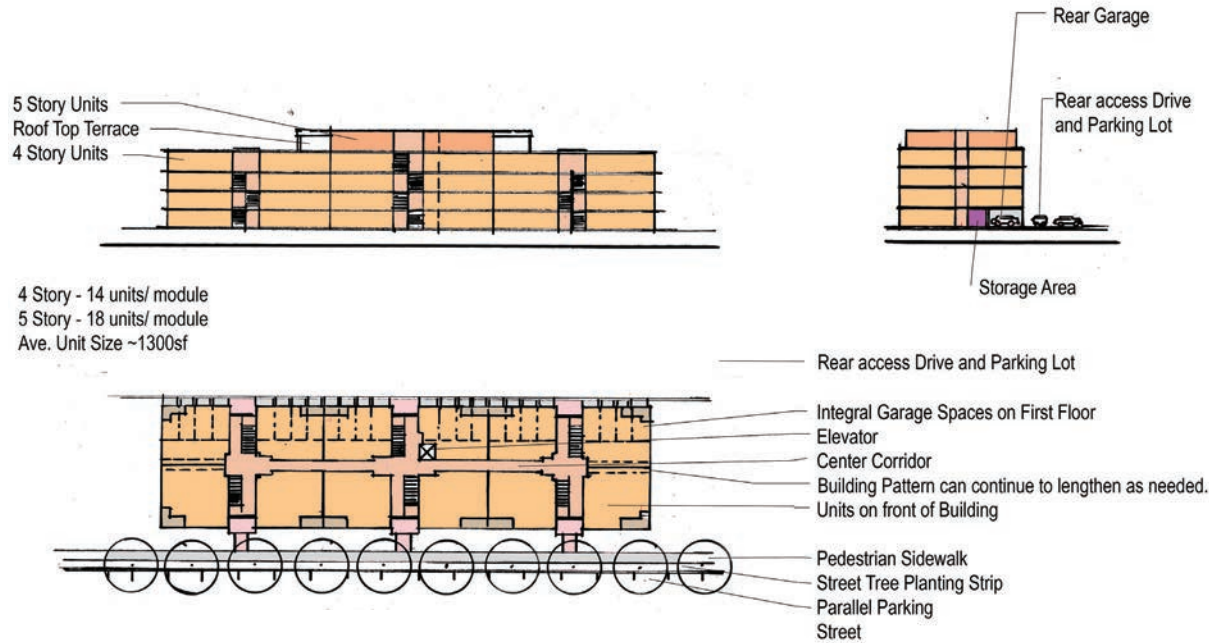 Rear Garage
5 Story Units
Roof Top Terrace
4 Story Units
Rear access Drive
and Parking Lot
Storage Area
4 Story - 14 units/ module
5 Story - 18 units/ module
Ave. Unit Size ~1300sf
Rear access Drive and Parking Lot
Integral Garage Spaces on First Floor
Elevator
Center Corridor
Building Pattern can continue to lengthen as needed.
Units on front of Building
Pedestrian Sidewalk
Street Tree Planting Strip
Parallel Parking
Street